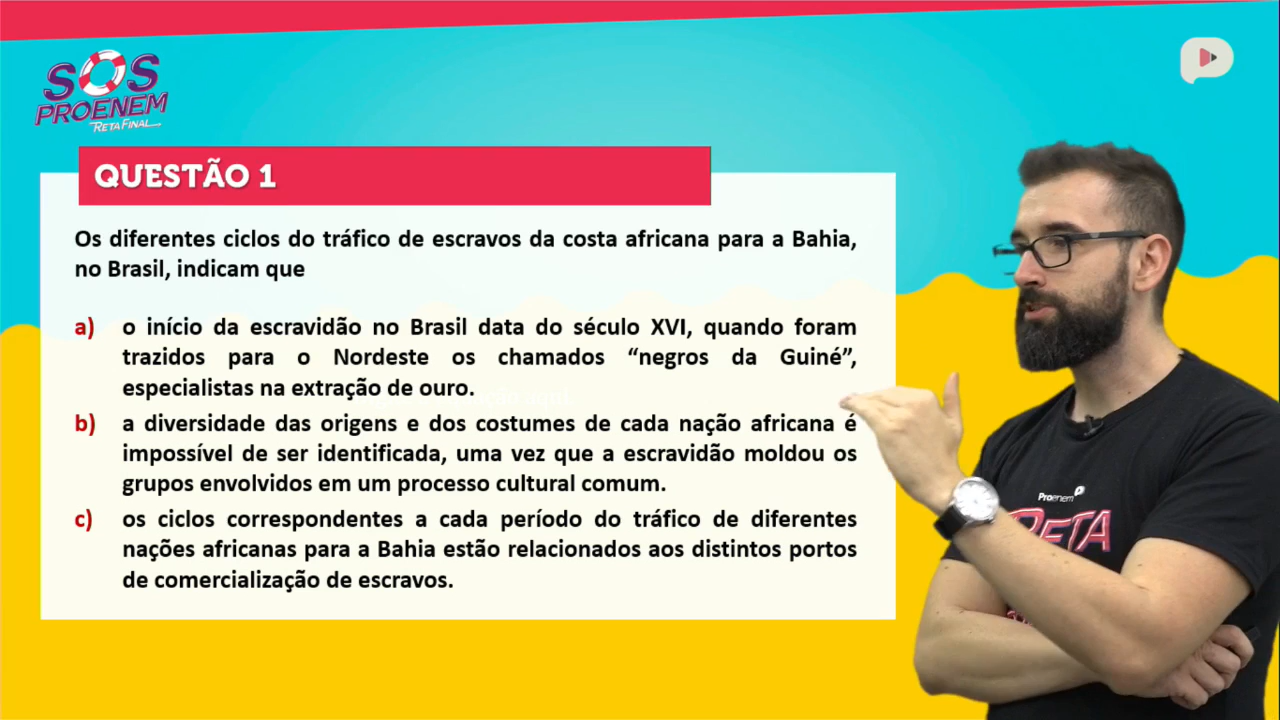 SOS
PROENEM
RETA FINAL
QUESTÃO 1
Os diferentes ciclos do tráfico de escravos da costa africana para a Bahia,
no Brasil, indicam que
a) o início da escravidão no Brasil data do século XVI, quando foram
trazidos para o Nordeste os chamados “negros da Guiné”,
especialistas na extração de ouro.
b) a diversidade das origens e dos costumes de cada nação africana é
impossível de ser identificada, uma vez que a escravidão moldou os
grupos envolvidos em um processo cultural comum.
c) os ciclos correspondentes a cada período do tráfico de diferentes
nações africanas para a Bahia estão relacionados aos distintos portos
de comercialização de escravos.
Proenem
RETA